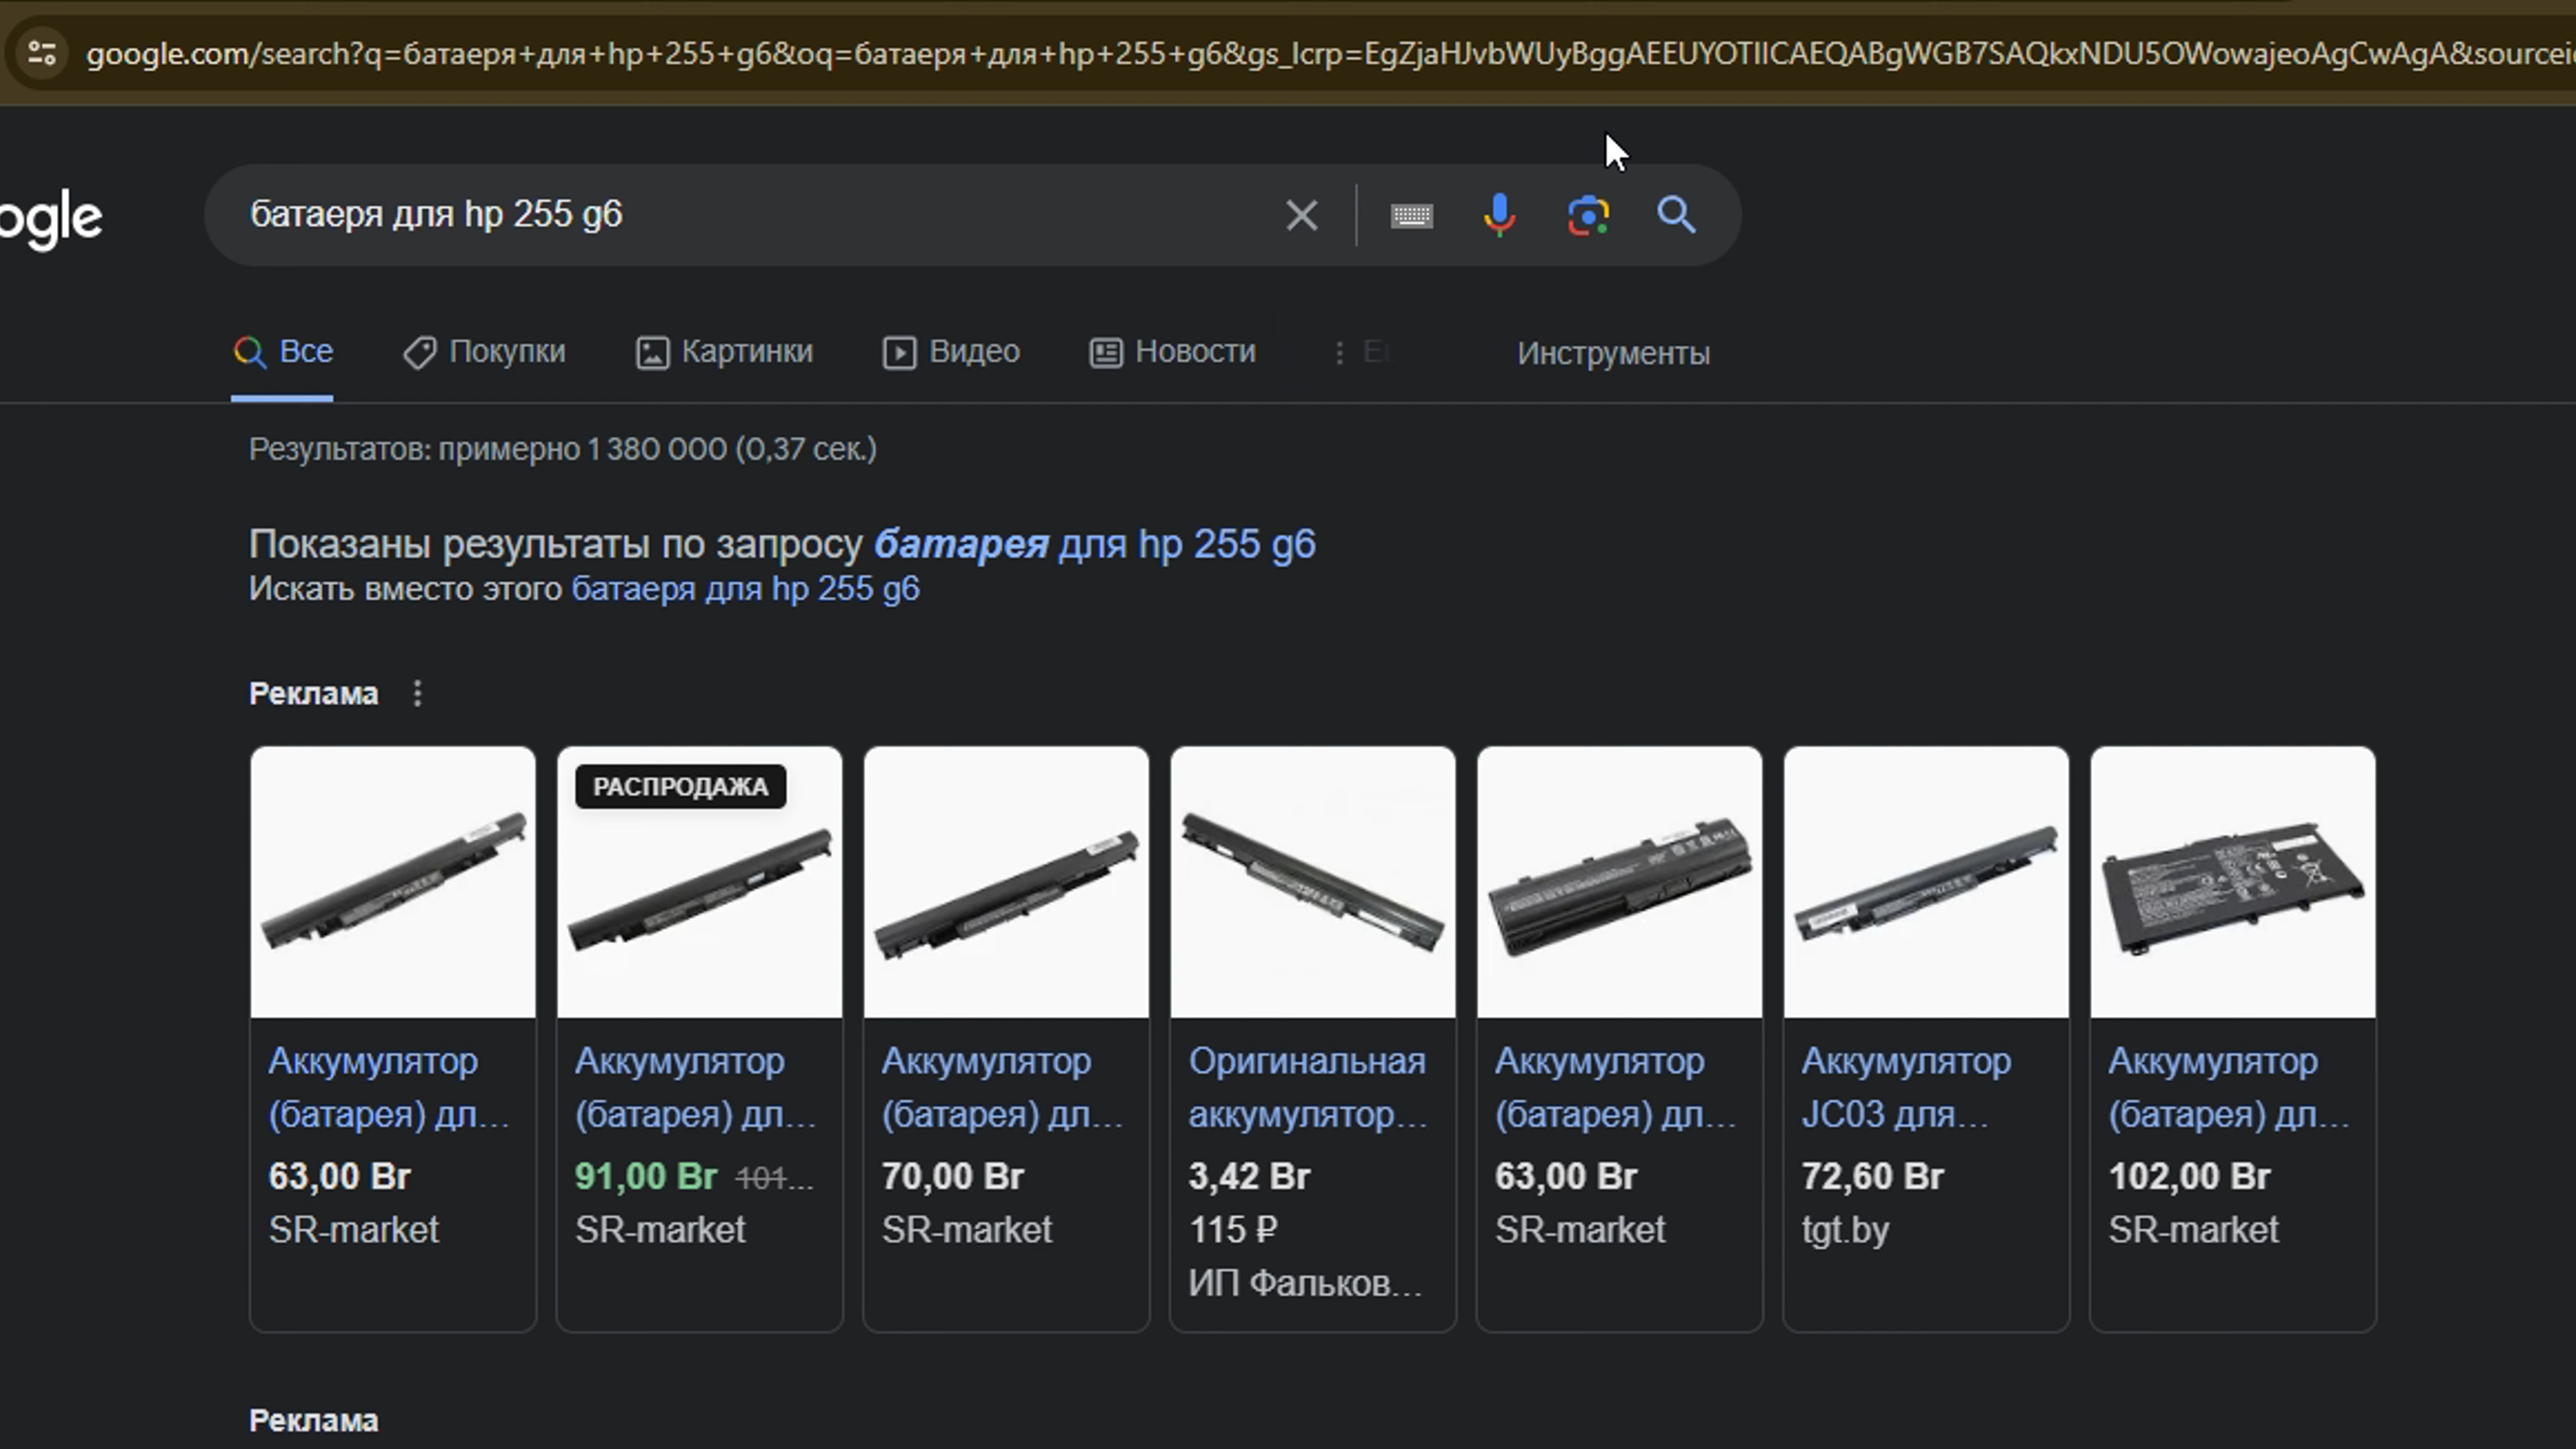 google.com/search?q=батаеря+для+hp+255+g6&oq=батаеря+для+hp+255+g6&gs_lcrp=EgZjaHJvbWUyBggAEEUYOTIICAEQABgWGB7SAQkxNDU5OWowajeoAgCwAgA&sourcei
ogle
батаеря для hp 255 g6
Все Покупки Картинки Видео Новости Инструменты
Результатов: примерно 1 380 000 (0,37 сек.)
Показаны результаты по запросу батарея для hp 255 g6
Искать вместо этого батаеря для hp 255 g6
Реклама
РАСПРОДАЖА
Аккумулятор
(батарея) дл...
63,00 Br
SR-market
Аккумулятор
(батарея) дл...
91,00 Br 101...
SR-market
Аккумулятор
(батарея) дл...
70,00 Br
SR-market
Оригинальная
аккумулятор...
3,42 Br
115 ₽
ИП Фальков...
Аккумулятор
(батарея) дл...
63,00 Br
SR-market
Аккумулятор
JC03 для...
72,60 Br
tgt.by
Аккумулятор
(батарея) дл...
102,00 Br
SR-market
Реклама